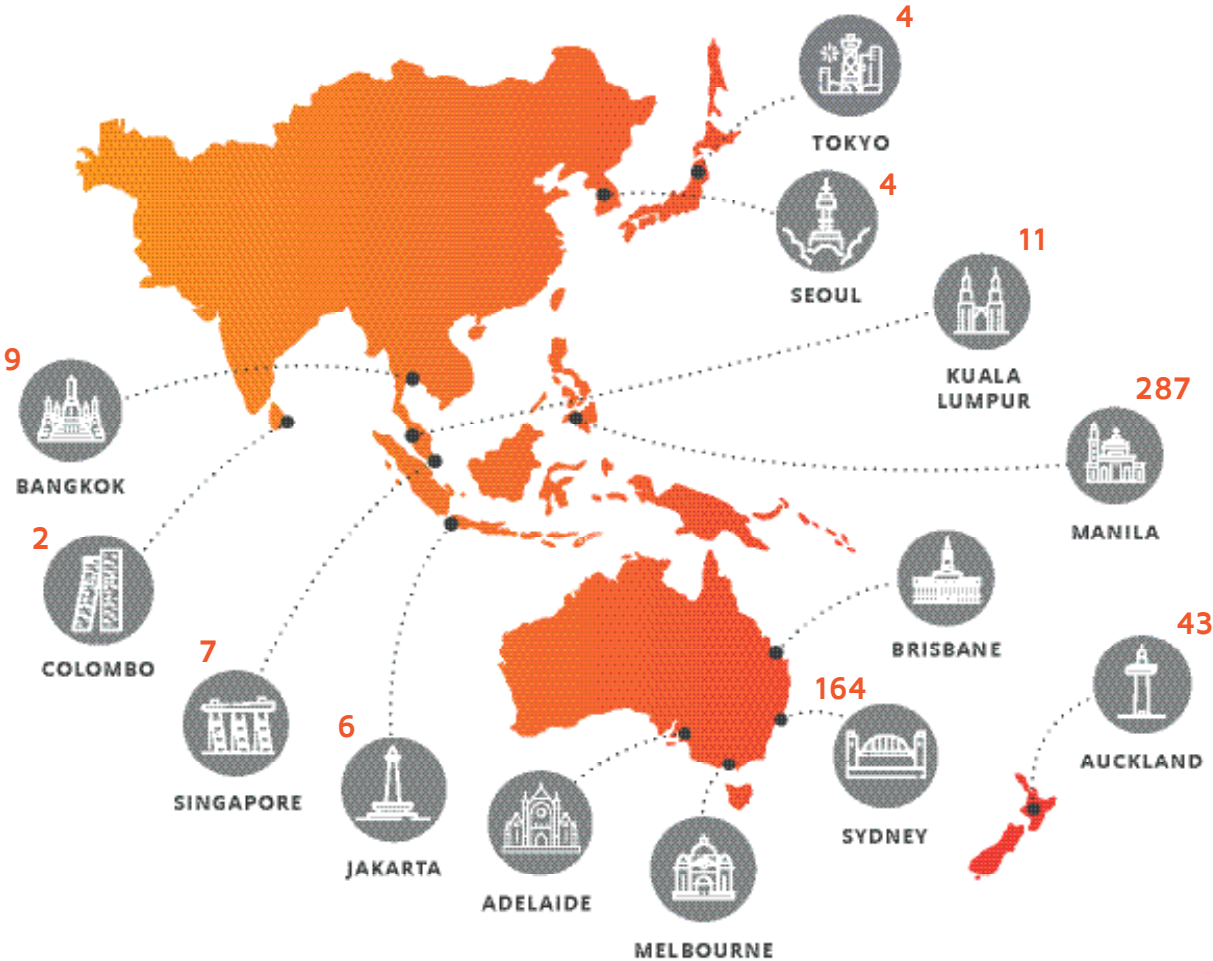 4
TOKYO
4
SEOUL
11
KUALA
LUMPUR
287
MANILA
9
BANGKOK
2
COLOMBO
7
SINGAPORE
6
JAKARTA
ADELAIDE
MELBOURNE
164
SYDNEY
BRISBANE
43
AUCKLAND